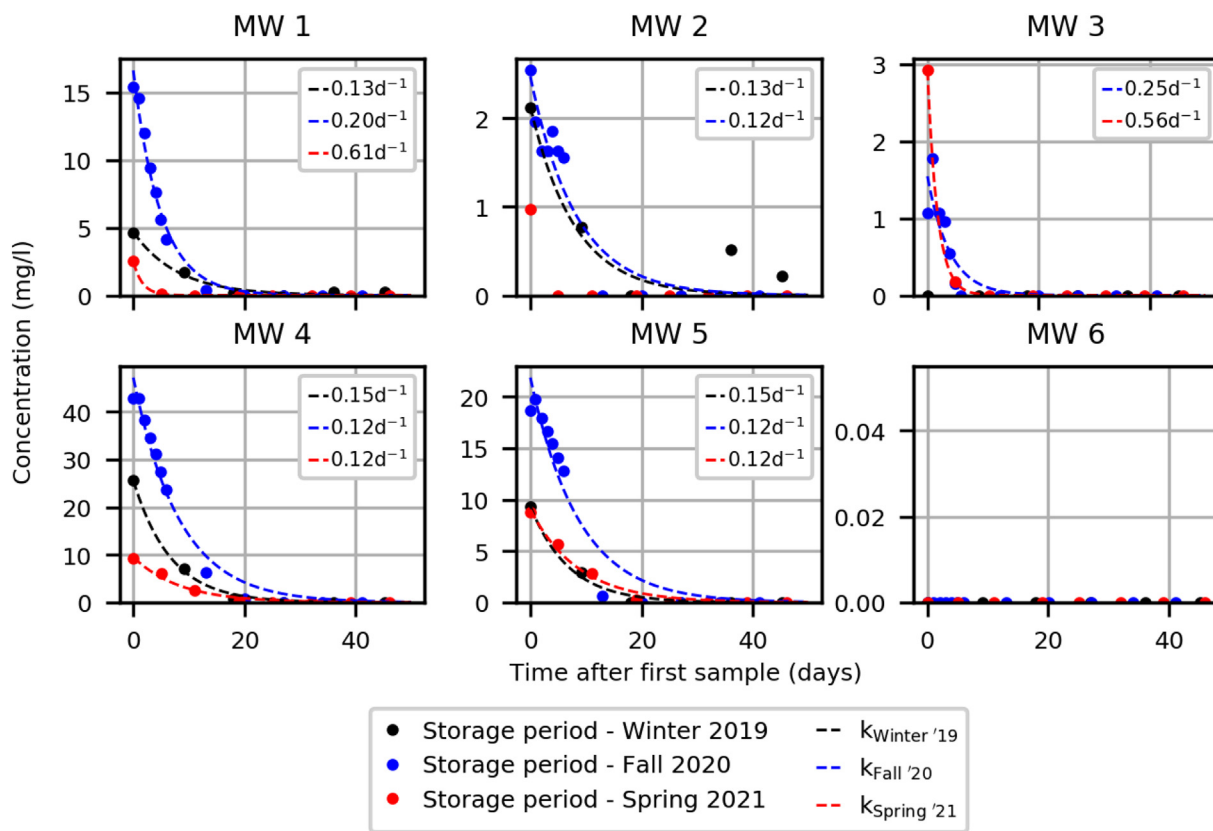 MW 1
MW 2
MW 3
15
10
5
0
0.13d⁻¹
0.20d⁻¹
0.61d⁻¹
2
1
0
0.13d⁻¹
0.12d⁻¹
3
2
1
0
0.25d⁻¹
0.56d⁻¹
MW 4
MW 5
MW 6
40
30
20
10
0
0.15d⁻¹
0.12d⁻¹
0.12d⁻¹
20
15
10
5
0
0.15d⁻¹
0.12d⁻¹
0.12d⁻¹
0.04
0.02
0.00
0 20 40
0 20 40
0 20 40
Concentration (mg/l)
Time after first sample (days)
Storage period - Winter 2019
Storage period - Fall 2020
Storage period - Spring 2021
k Winter '19
k Fall '20
k Spring '21